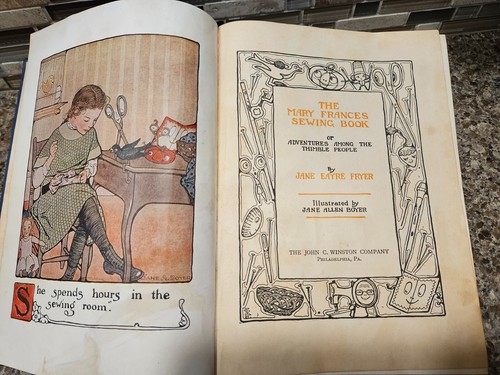 JANE A. BOYER
She spends hours in the
sewing room."
THE
MARY FRANCES
SEWING BOOK
OR
ADVENTURES AMONG THE
THIMBLE PEOPLE
By
JANE EAYRE FRYER
Illustrated by
JANE ALLEN BOYER
THE JOHN C. WINSTON COMPANY
PHILADELPHIA, PA.